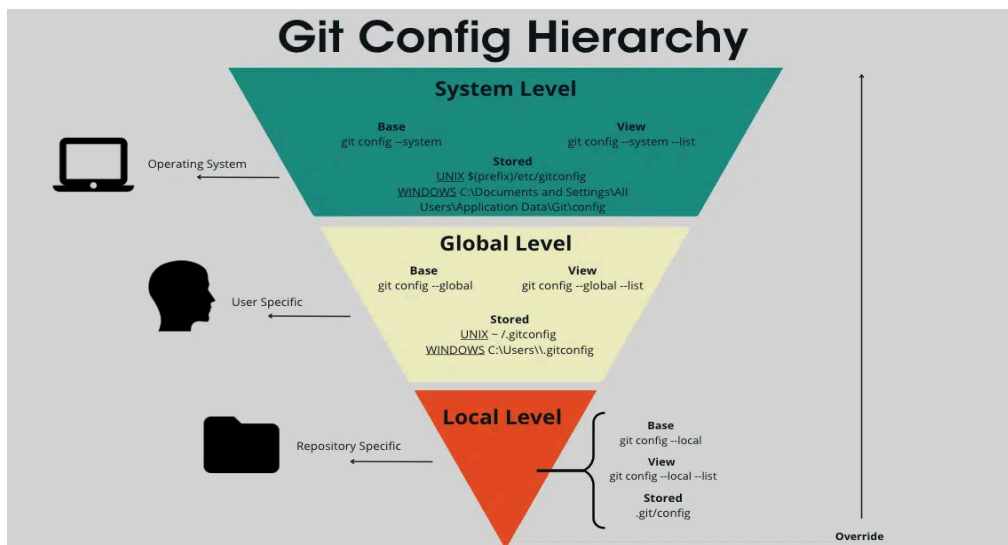 Git Config Hierarchy
System Level
Base
git config --system
View
git config --system --list
Stored
UNIX $(prefix)/etc/gitconfig
WINDOWS C:\Documents and Settings\All
Users\Application Data\Git\config
Operating System
Global Level
Base
git config --global
View
git config --global --list
Stored
UNIX ~ /.gitconfig
WINDOWS C:\Users\\.gitconfig
User Specific
Local Level
Repository Specific
Base
git config --local
View
git config --local --list
Stored
.git/config
Override